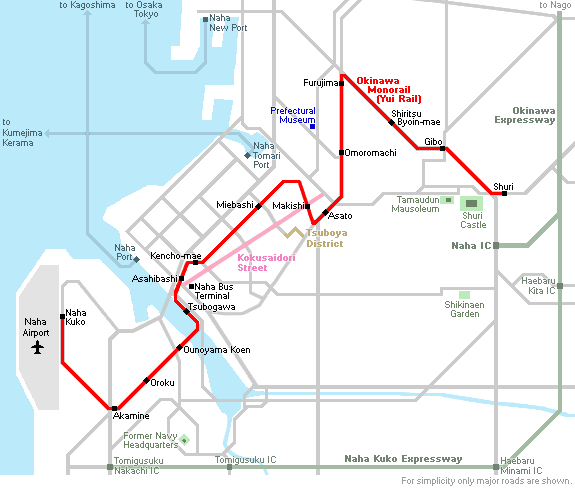 to Kagoshima
to Osaka
Tokyo
to Nago
Naha
New Port
Furujima
Okinawa
Monorail
(Yui Rail)
Prefectural
Museum
Shiritsu
Byoin-mae
Okinawa
Expressway
to
Kumejima
Kerama
Naha
Tomari
Port
Omoromachi
Gibo
Shuri
Miebashi
Makishi
Asato
Tamaudun
Mausoleum
Shuri
Castle
Tsuboya
District
Naha IC
Naha
Port
Kencho-mae
Kokusaidori
Street
Asahibashi
Naha Bus
Terminal
Haebaru
Kita IC
Tsubogawa
Shikinaen
Garden
Naha
Kuko
Naha
Airport
Ounoyama Koen
Oroku
Akamine
Former Navy
Headquarters
Tomigusuku
Nakachi IC
Tomigusuku IC
Naha Kuko Expressway
Haebaru
Minami IC
For simplicity only major roads are shown.